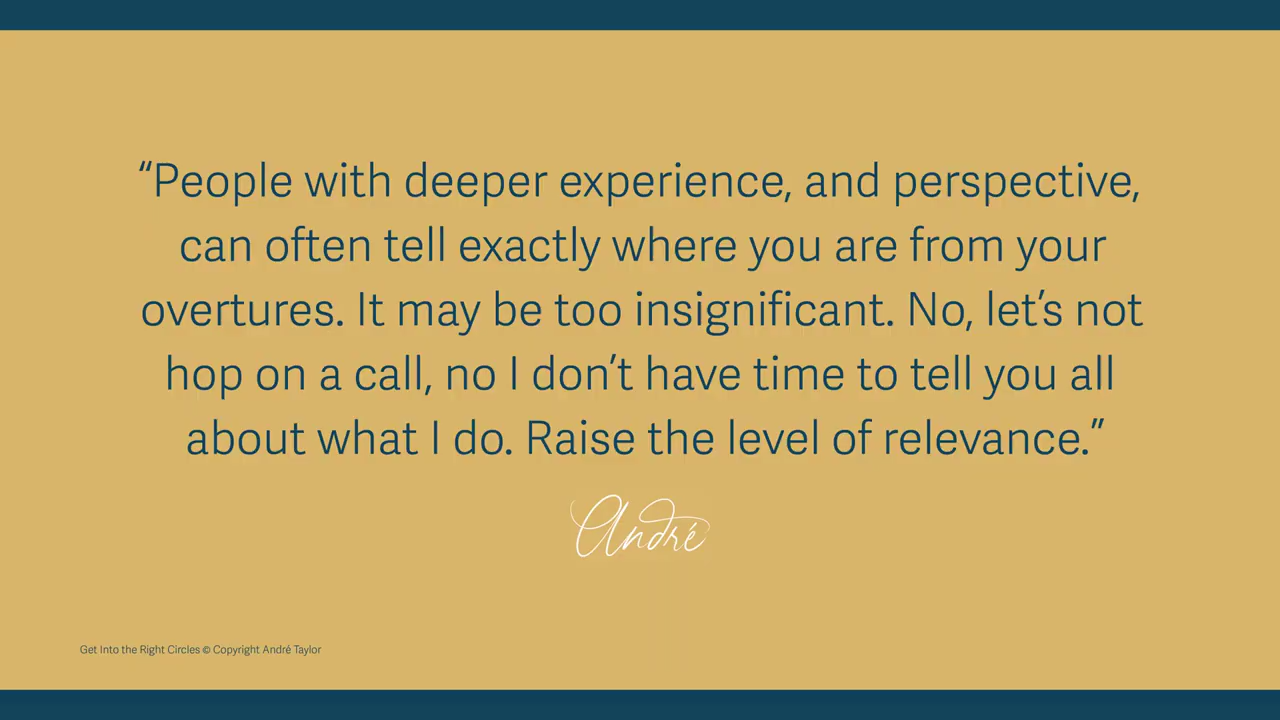 “People with deeper experience, and perspective,
can often tell exactly where you are from your
overtures. It may be too insignificant. No, let’s not
hop on a call, no I don’t have time to tell you all
about what I do. Raise the level of relevance.”
André
Get Into the Right Circles © Copyright André Taylor